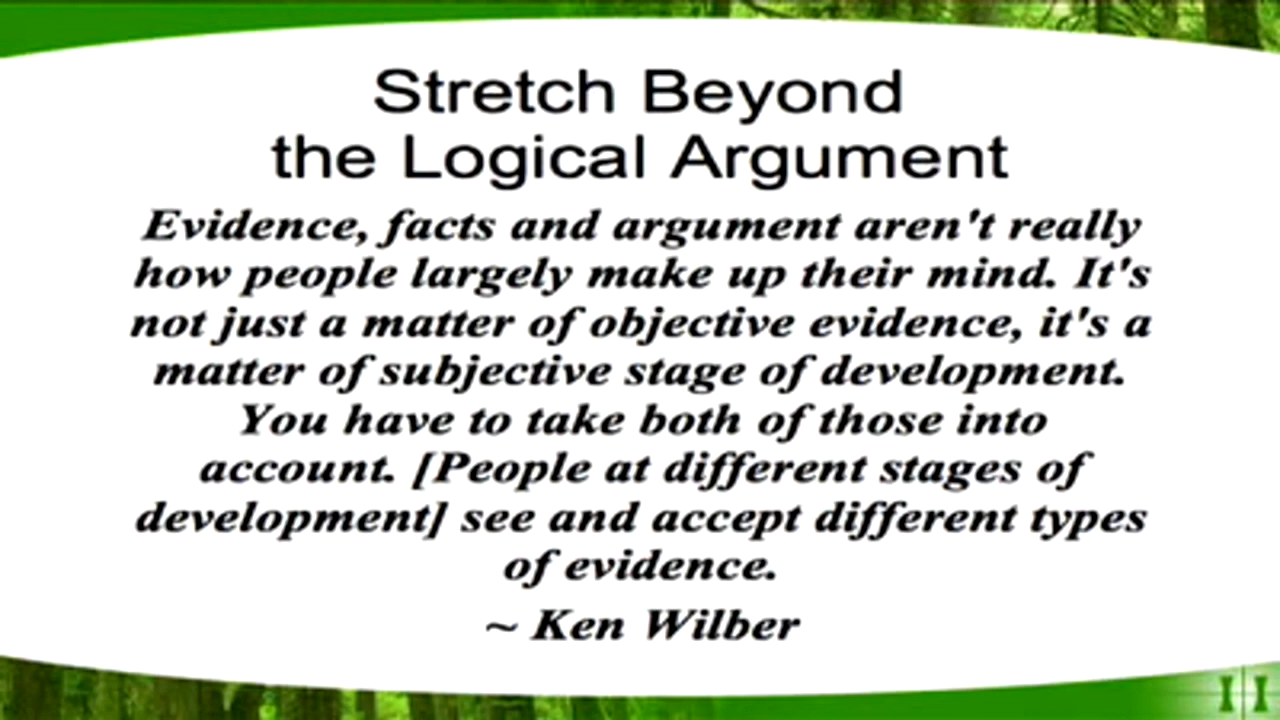 Stretch Beyond
the Logical Argument
Evidence, facts and argument aren't really
how people largely make up their mind. It's
not just a matter of objective evidence, it's a
matter of subjective stage of development.
You have to take both of those into
account. [People at different stages of
development] see and accept different types
of evidence.
~ Ken Wilber